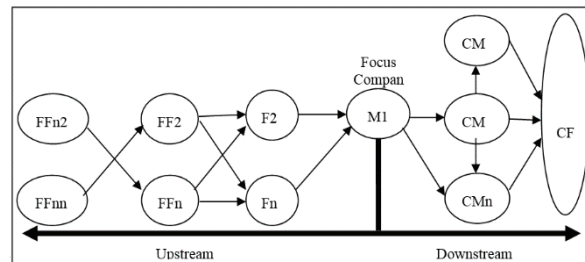 CM
Focus
Compan
FFn2
FF2
F2
M1
CM
CF
FFnn
FFn
Fn
CMn
Upstream
Downstream